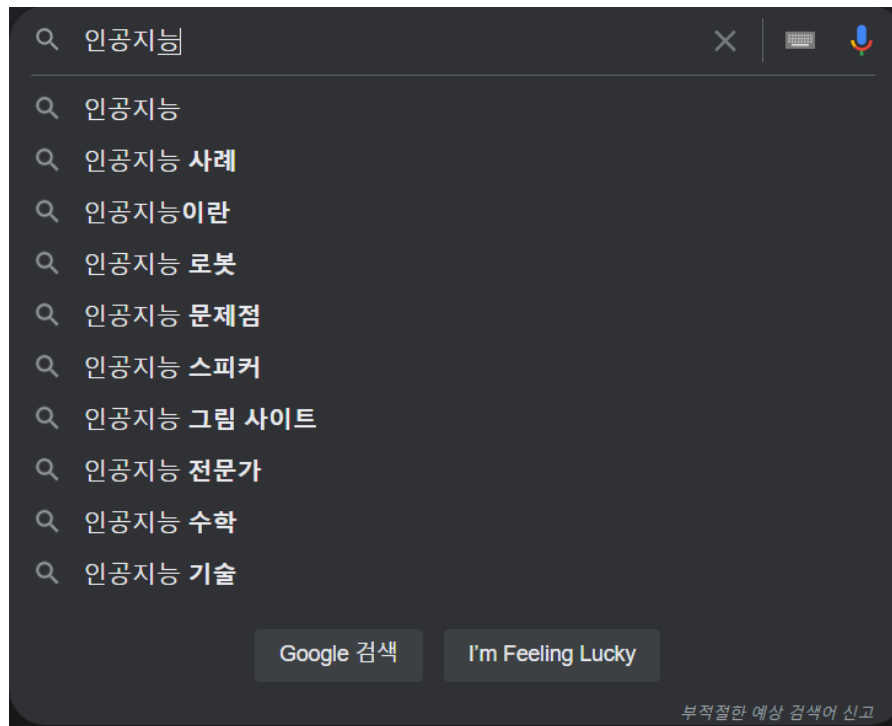 인공지능
인공지능
인공지능 사례
인공지능이란
인공지능 로봇
인공지능 문제점
인공지능 스피커
인공지능 그림 사이트
인공지능 전문가
인공지능 수학
인공지능 기술
Google 검색 I'm Feeling Lucky
부적절한 예상 검색어 신고